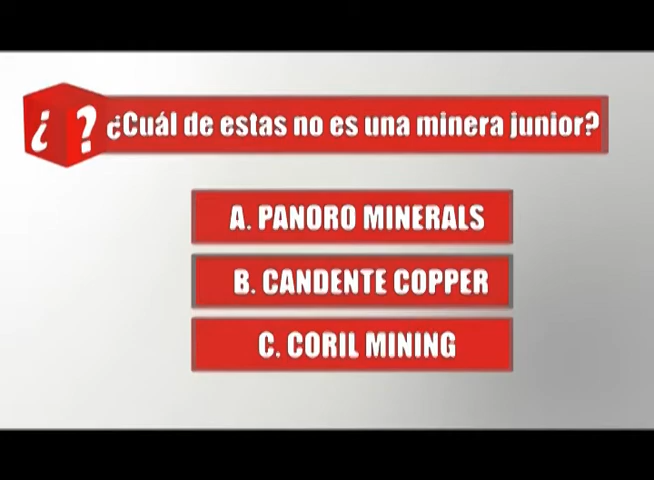 ¿ ? ¿Cuál de estas no es una minera junior?
A. PANORO MINERALS
B. CANDENTE COPPER
C. CORIL MINING